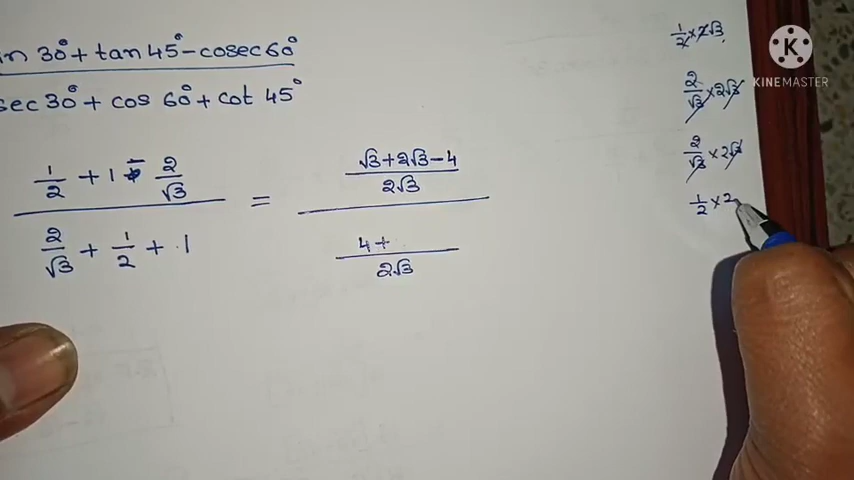 in 30° + tan 45° - cosec 60°
sec 30° + cos 60° + cot 45°
1/2 + 1 - 2/√3 = (√3 + 2√3 - 4)/2√3
2/√3 + 1/2 + 1
4 +
2√3
1/2 × 2√3
2/√3 × 2√3
2/√3 × 2√3
1/2 × 2
K
KINEMASTER